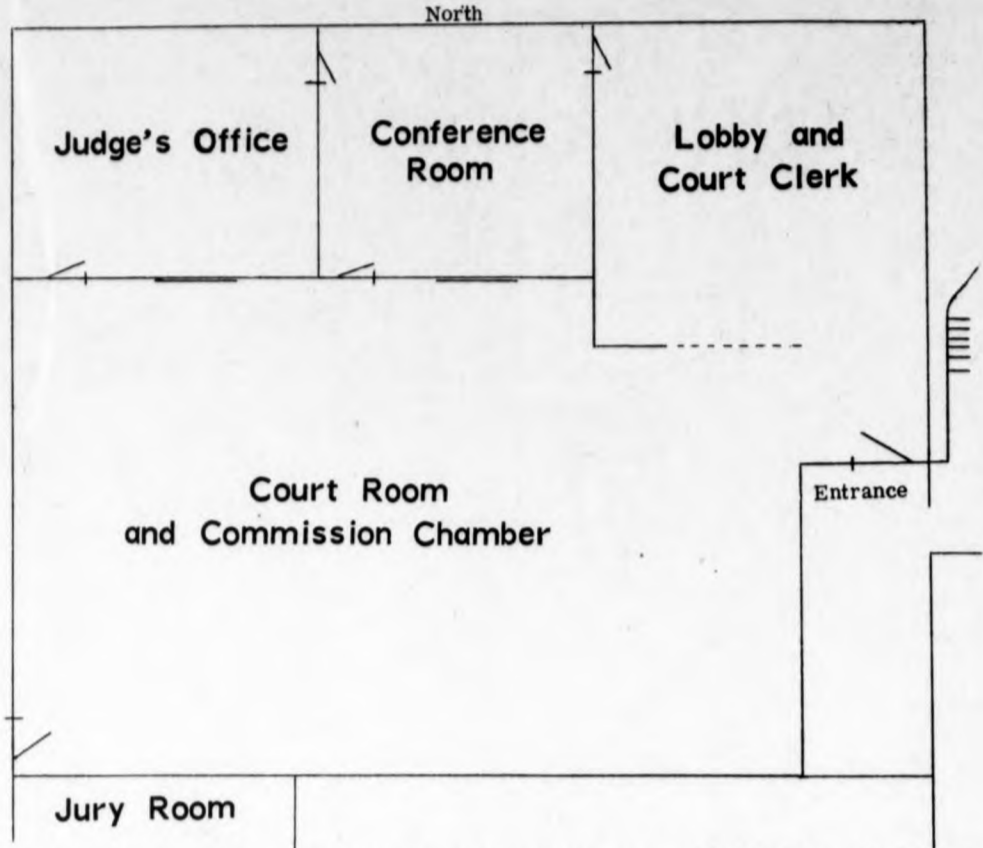 North
Judge's Office
Conference
Room
Lobby and
Court Clerk
Entrance
Court Room
and Commission Chamber
Jury Room